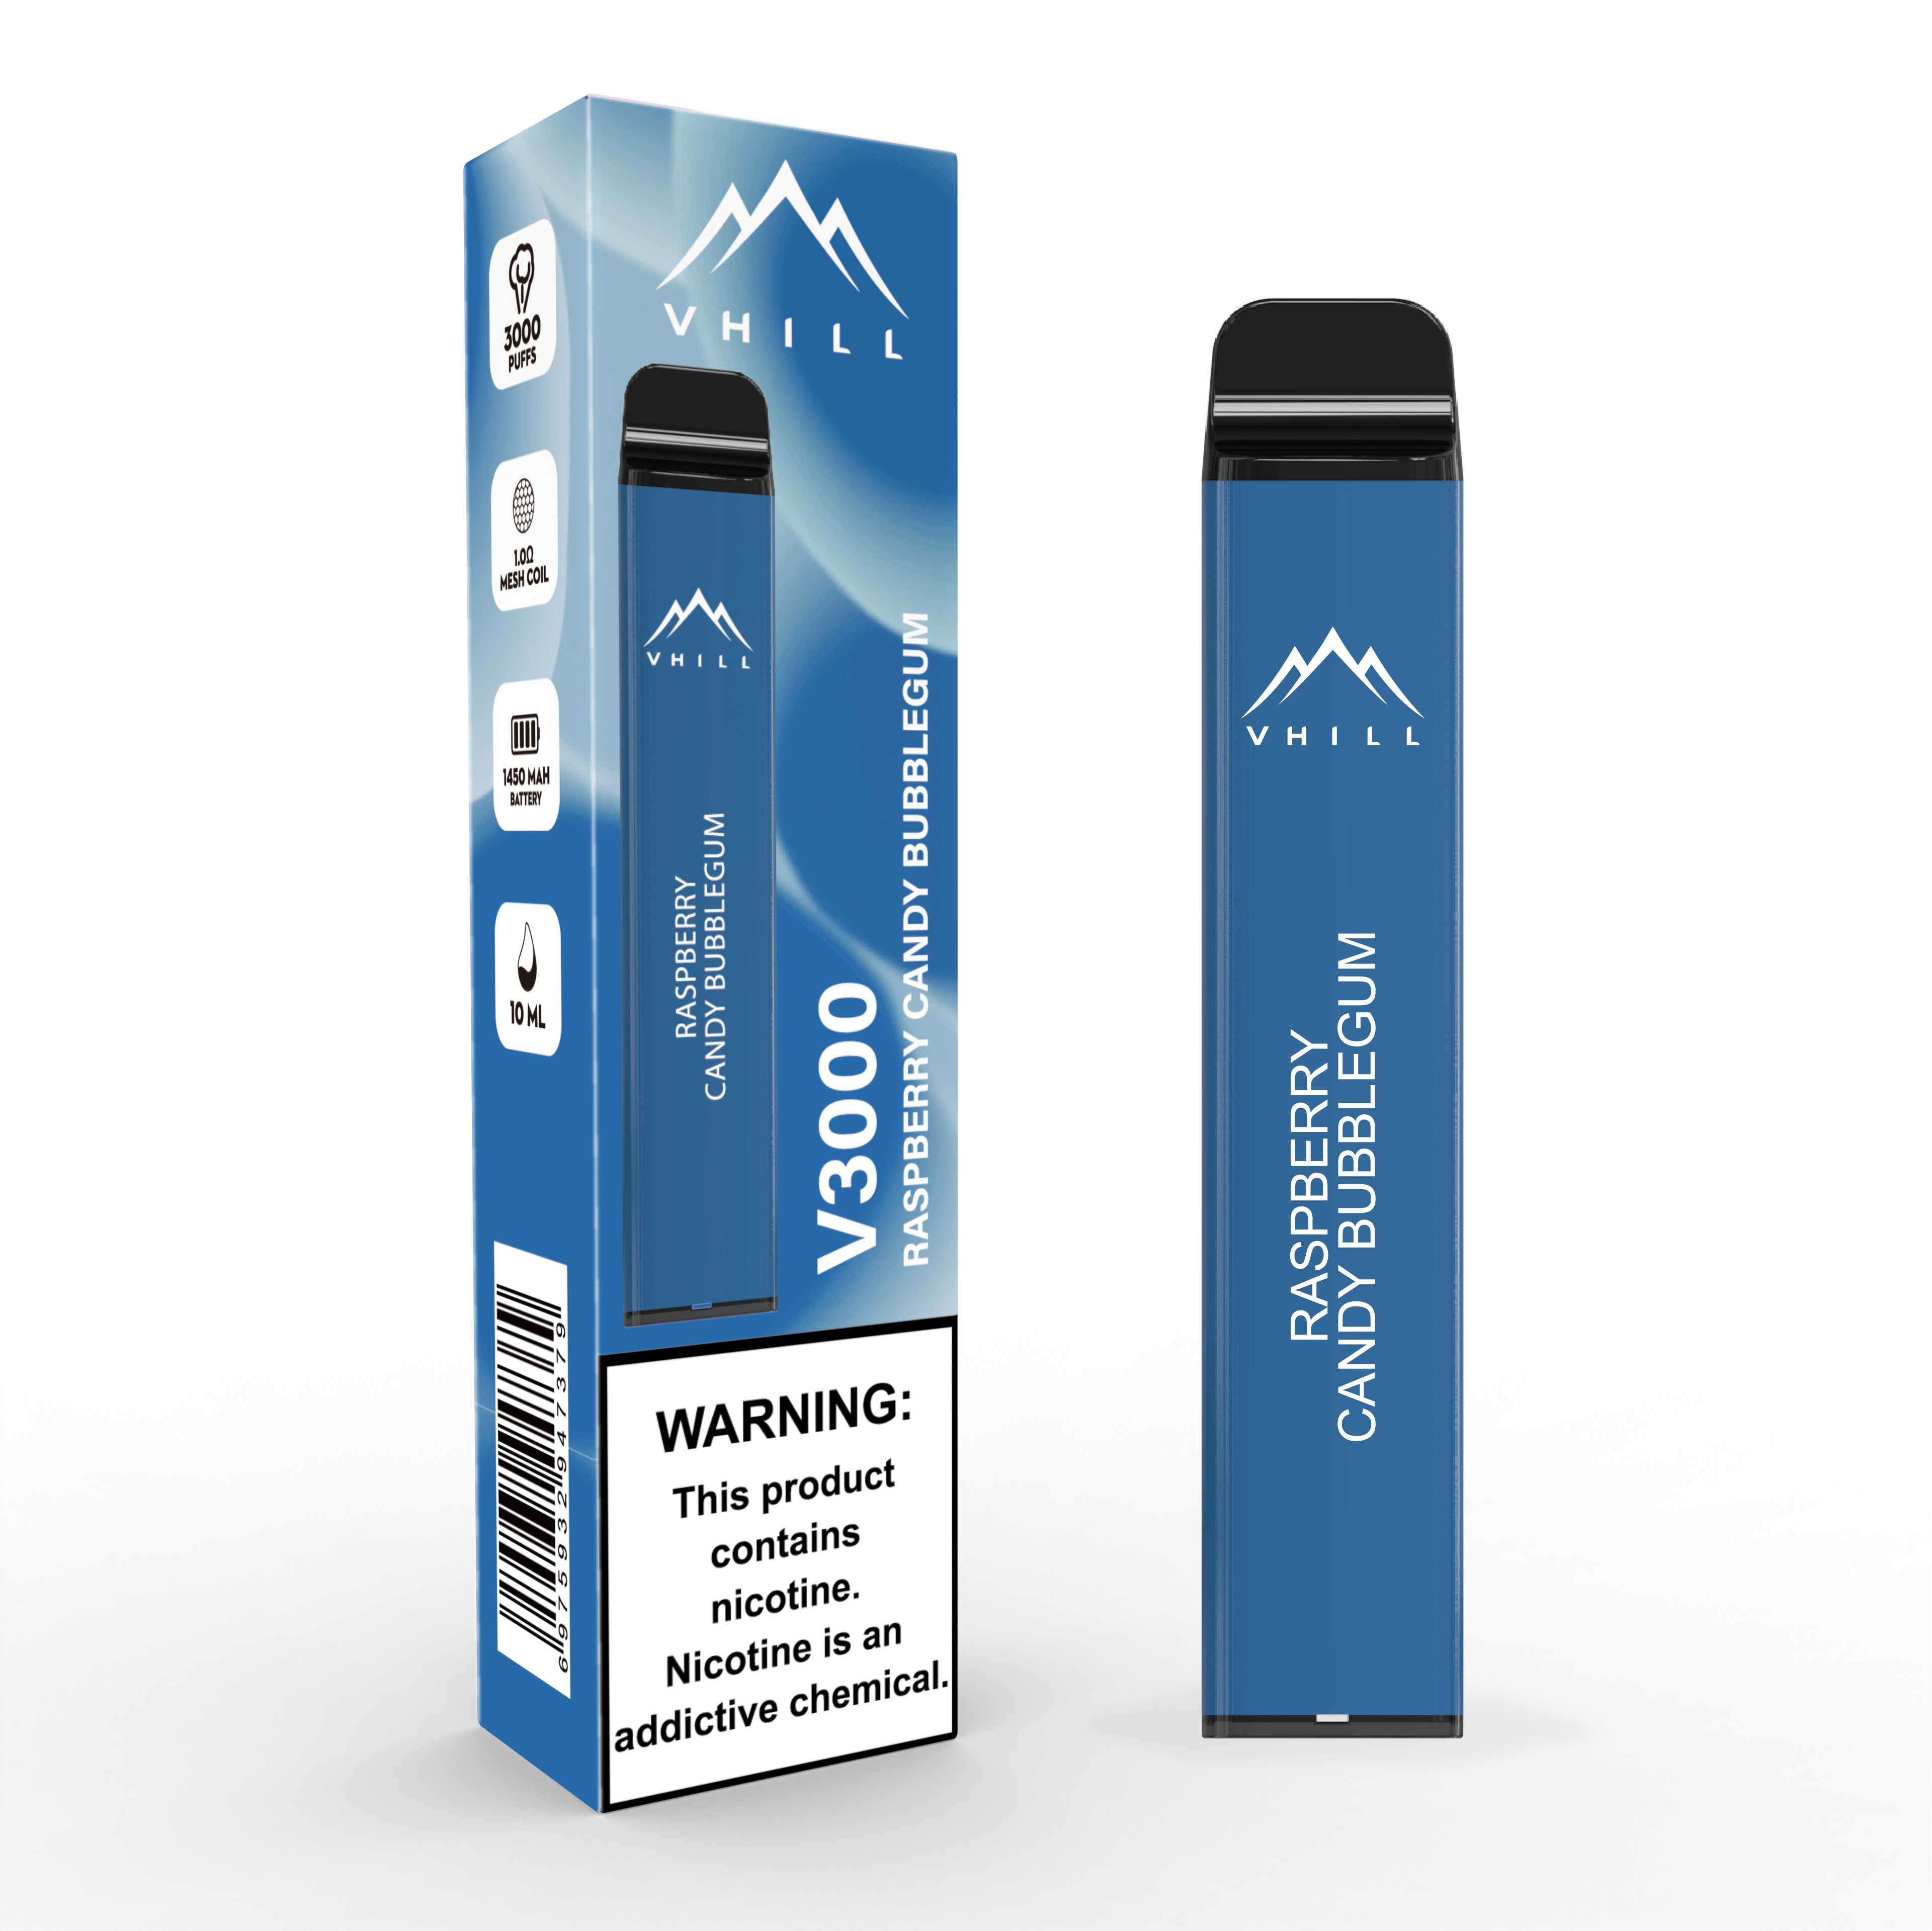 3000
PUFFS
1.0Ω
MESH COIL
1450 MAH
BATTERY
10 ML
6975932947379
VHILL
VHILL
RASPBERRY
CANDY BUBBLEGUM
V3000
RASPBERRY CANDY BUBBLEGUM
WARNING:
This product
contains
nicotine.
Nicotine is an
addictive chemical.
VHILL
RASPBERRY
CANDY BUBBLEGUM